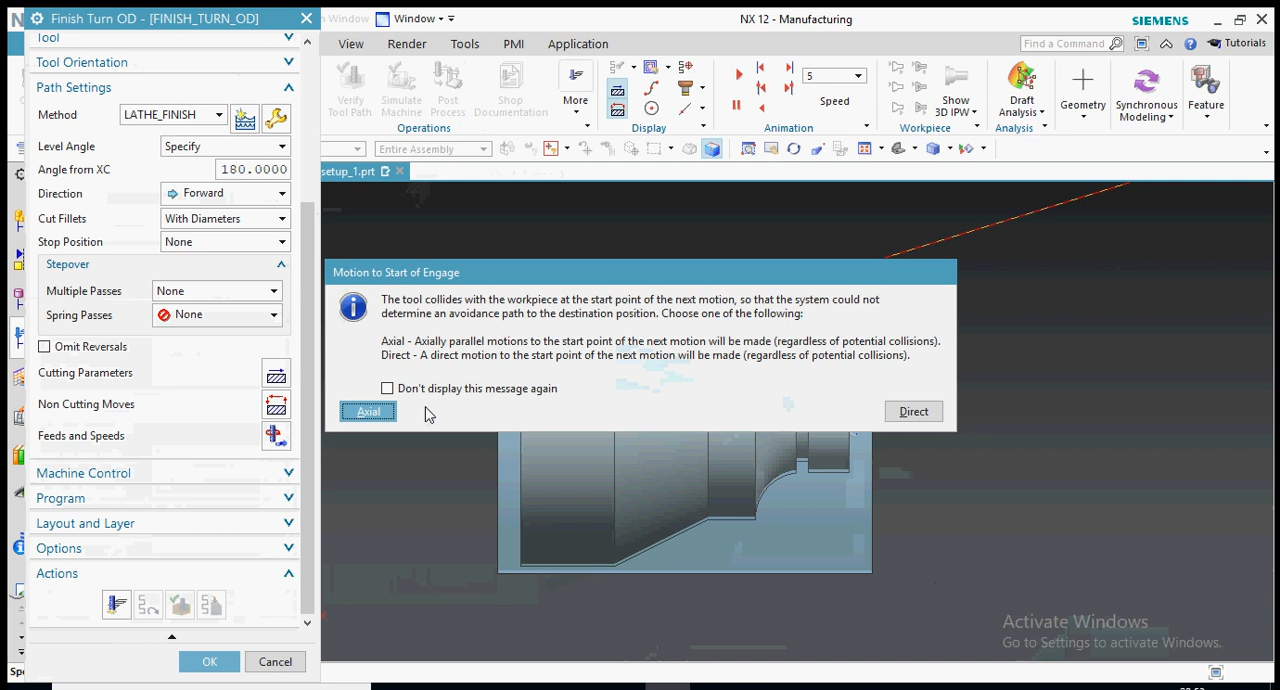 Finish Turn OD - [FINISH_TURN_OD]
Window
Window
NX 12 - Manufacturing
SIEMENS
View
Render
Tools
PMI
Application
Find a Command
Tutorials
Verify Tool Path
Simulate Machine
Post Process
Shop Documentation
More
Operations
Display
5
Speed
Animation
Show 3D IPW
Workpiece
Draft Analysis
Analysis
Geometry
Synchronous Modeling
Feature
Entire Assembly
setup_1.prt
Tool
Tool Orientation
Path Settings
Method
LATHE_FINISH
Level Angle
Specify
Angle from XC
180.0000
Direction
Forward
Cut Fillets
With Diameters
Stop Position
None
Stepover
Multiple Passes
None
Spring Passes
None
Omit Reversals
Cutting Parameters
Non Cutting Moves
Feeds and Speeds
Machine Control
Program
Layout and Layer
Options
Actions
OK
Cancel
Motion to Start of Engage
The tool collides with the workpiece at the start point of the next motion, so that the system could not
determine an avoidance path to the destination position. Choose one of the following:
Axial - Axially parallel motions to the start point of the next motion will be made (regardless of potential collisions).
Direct - A direct motion to the start point of the next motion will be made (regardless of potential collisions).
Don't display this message again
Axial
Direct
Activate Windows
Go to Settings to activate Windows.